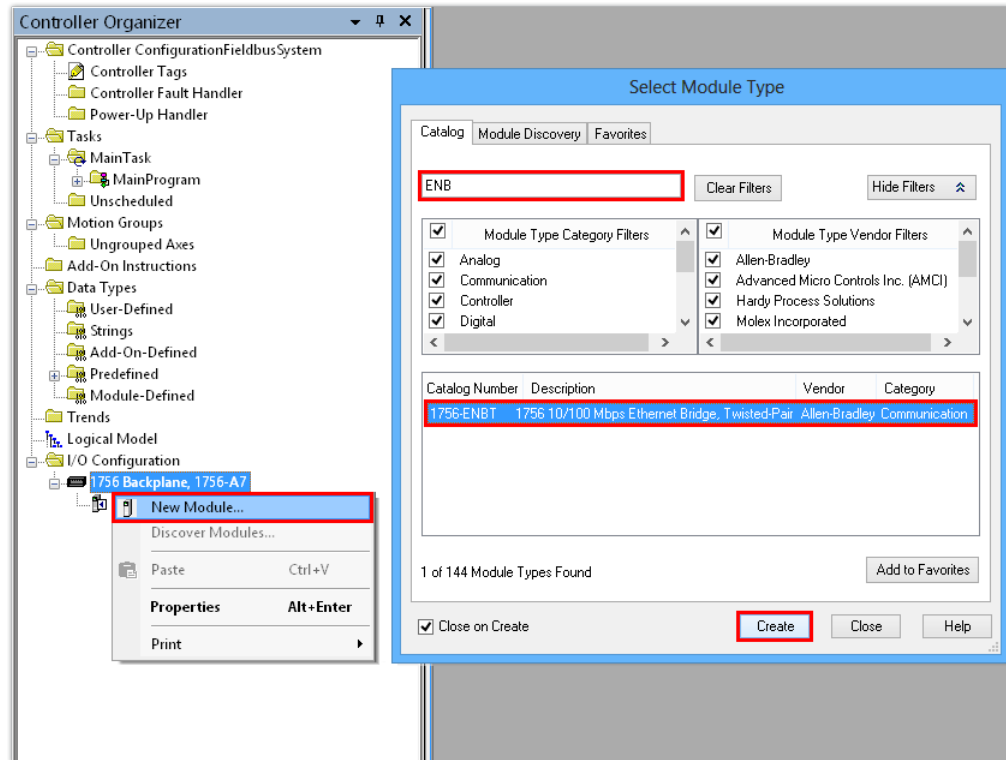 Controller Organizer
Controller ConfigurationFieldbusSystem
Controller Tags
Controller Fault Handler
Power-Up Handler
Tasks
MainTask
MainProgram
Unscheduled
Motion Groups
Ungrouped Axes
Add-On Instructions
Data Types
User-Defined
Strings
Add-On-Defined
Predefined
Module-Defined
Trends
Logical Model
I/O Configuration
1756 Backplane, 1756-A7
New Module...
Discover Modules...
Paste Ctrl+V
Properties Alt+Enter
Print
Select Module Type
Catalog Module Discovery Favorites
ENB Clear Filters Hide Filters
Module Type Category Filters
Analog
Communication
Controller
Digital
Module Type Vendor Filters
Allen-Bradley
Advanced Micro Controls Inc. (AMCI)
Hardy Process Solutions
Molex Incorporated
Catalog Number Description Vendor Category
1756-ENBT 1756 10/100 Mbps Ethernet Bridge, Twisted-Pair Allen-Bradley Communication
1 of 144 Module Types Found Add to Favorites
Close on Create Create Close Help